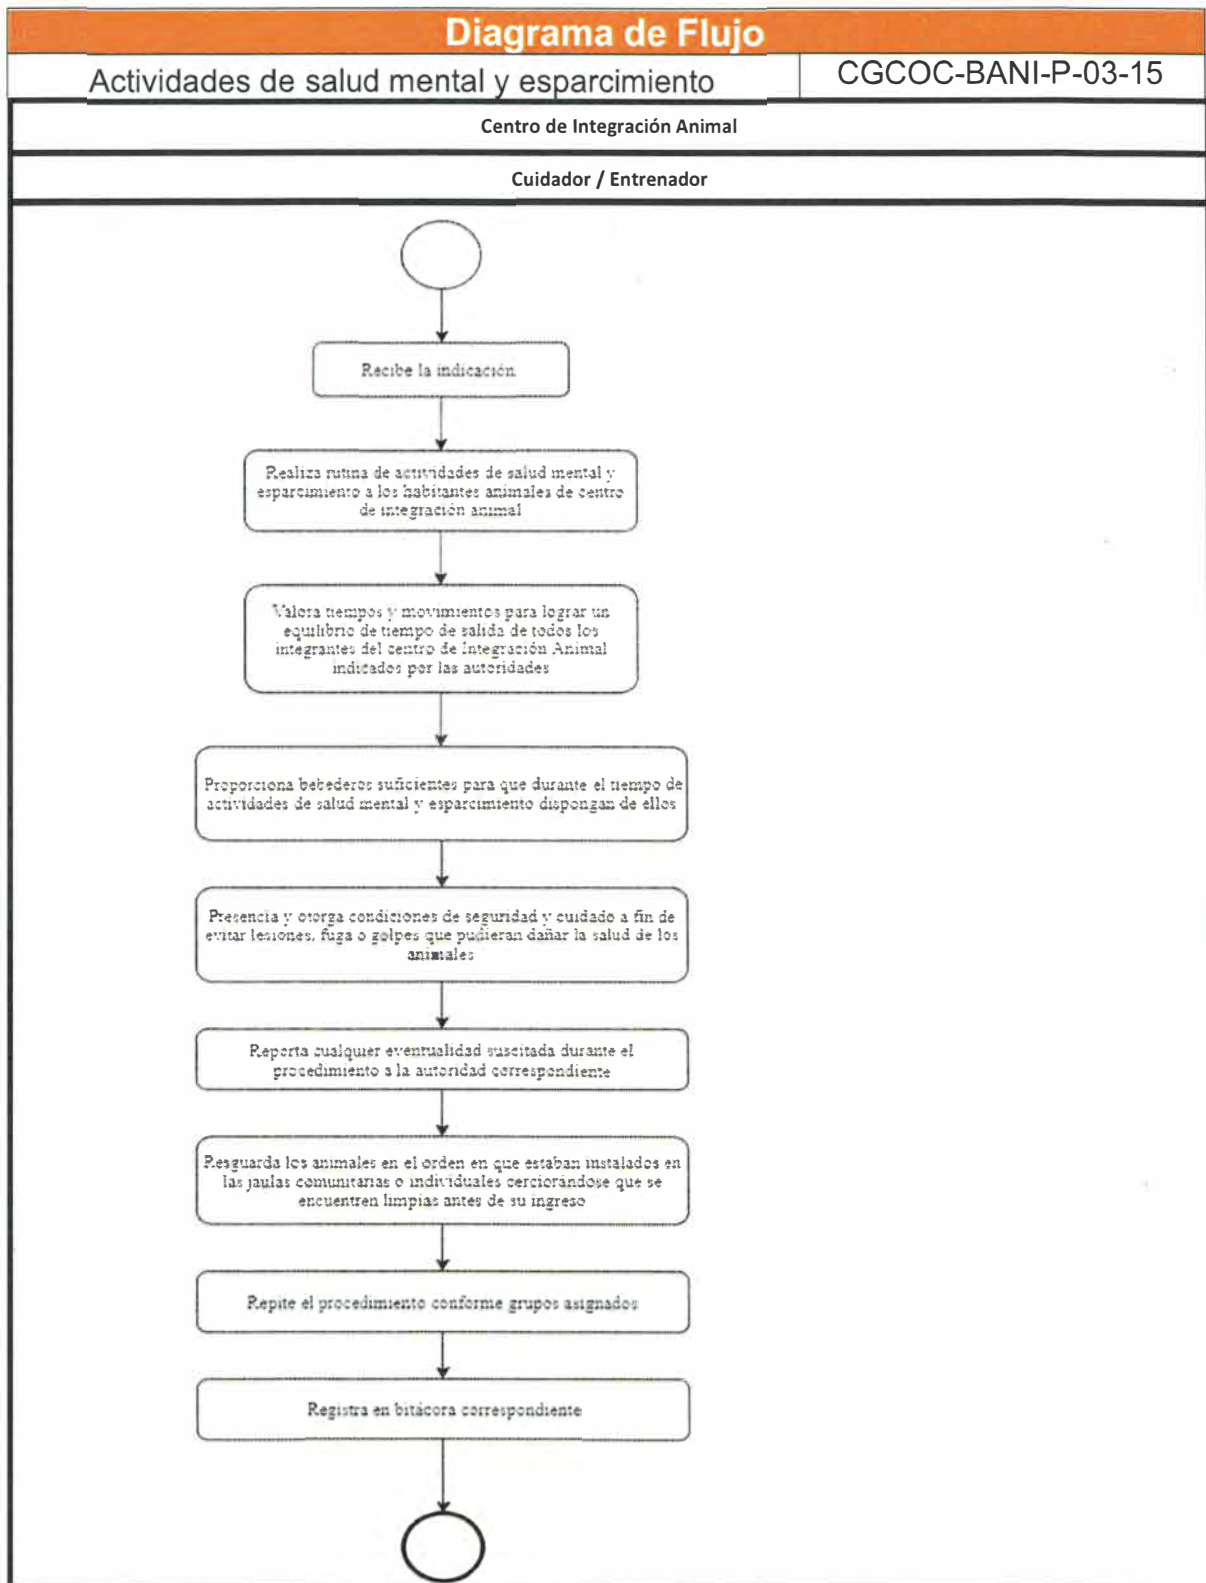 Diagrama de Flujo
Actividades de salud mental y esparcimiento
CGCOC-BANI-P-03-15
Centro de Integración Animal
Cuidador / Entrenador
Recibe la indicación
Realiza rutina de actividades de salud mental y
esparcimiento a los habitantes animales de centro
de integración animal
Valora tiempos y movimientos para lograr un
equilibrio de tiempo de salida de todos los
integrantes del centro de Integración Animal
indicados por las autoridades
Proporciona bebederos suficientes para que durante el tiempo de
actividades de salud mental y esparcimiento dispongan de ellos
Presencia y otorga condiciones de seguridad y cuidado a fin de
evitar lesiones, fuga o golpes que pudieran dañar la salud de los
animales
Reporta cualquier eventualidad suscitada durante el
procedimiento a la autoridad correspondiente
Resguarda los animales en el orden en que estaban instalados en
las jaulas comunitarias o individuales cerciorándose que se
encuentren limpias antes de su ingreso
Repite el procedimiento conforme grupos asignados
Registra en bitácora correspondiente